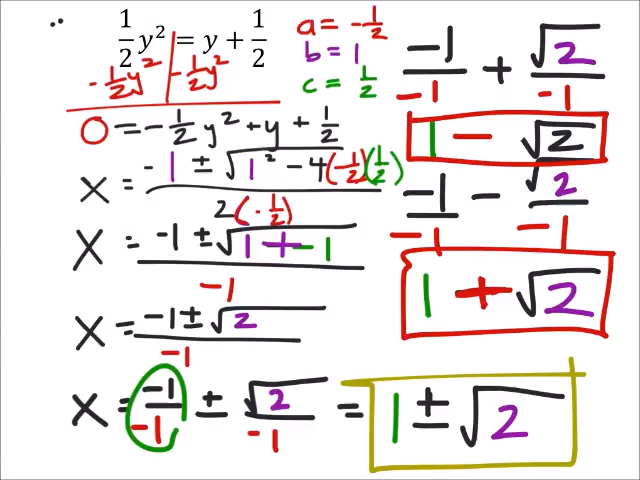 1/2 y² = y + 1/2
-1/2y² | -1/2y²
0 = -1/2 y² + y + 1/2
a = -1/2
b = 1
c = 1/2
x = (-1 ± √(1² - 4(-1/2)(1/2))) / 2(-1/2)
x = (-1 ± √(1 + -1)) / -1
x = (-1 ± √2) / -1
x = -1/-1 ± √2/-1 = 1 ± √2
-1/-1 + √2/-1
1 - √2
-1/-1 - √2/-1
1 + √2